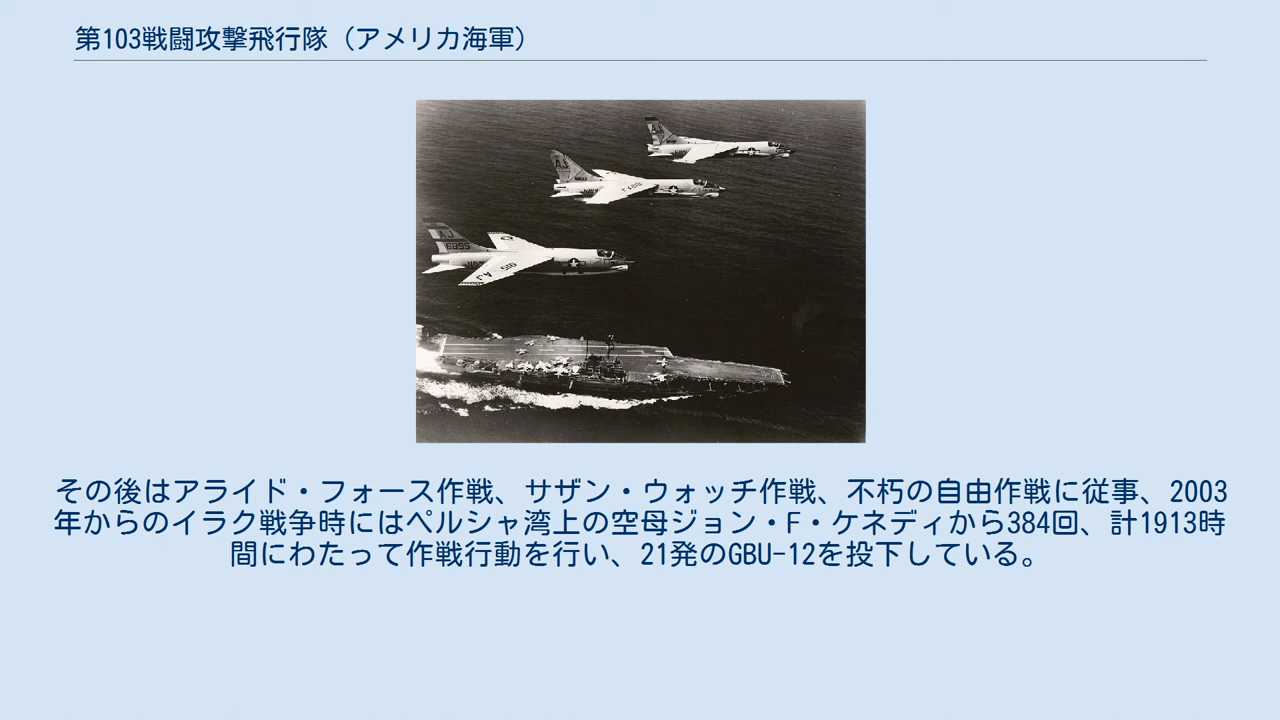 第103戦闘攻撃飛行隊（アメリカ海軍）
AJ
AJ
AJ
6895
AJ 516
その後はアライド・フォース作戦、サザン・ウォッチ作戦、不朽の自由作戦に従事、2003
年からのイラク戦争時にはペルシャ湾上の空母ジョン・F・ケネディから384回、計1913時
間にわたって作戦行動を行い、21発のGBU-12を投下している。